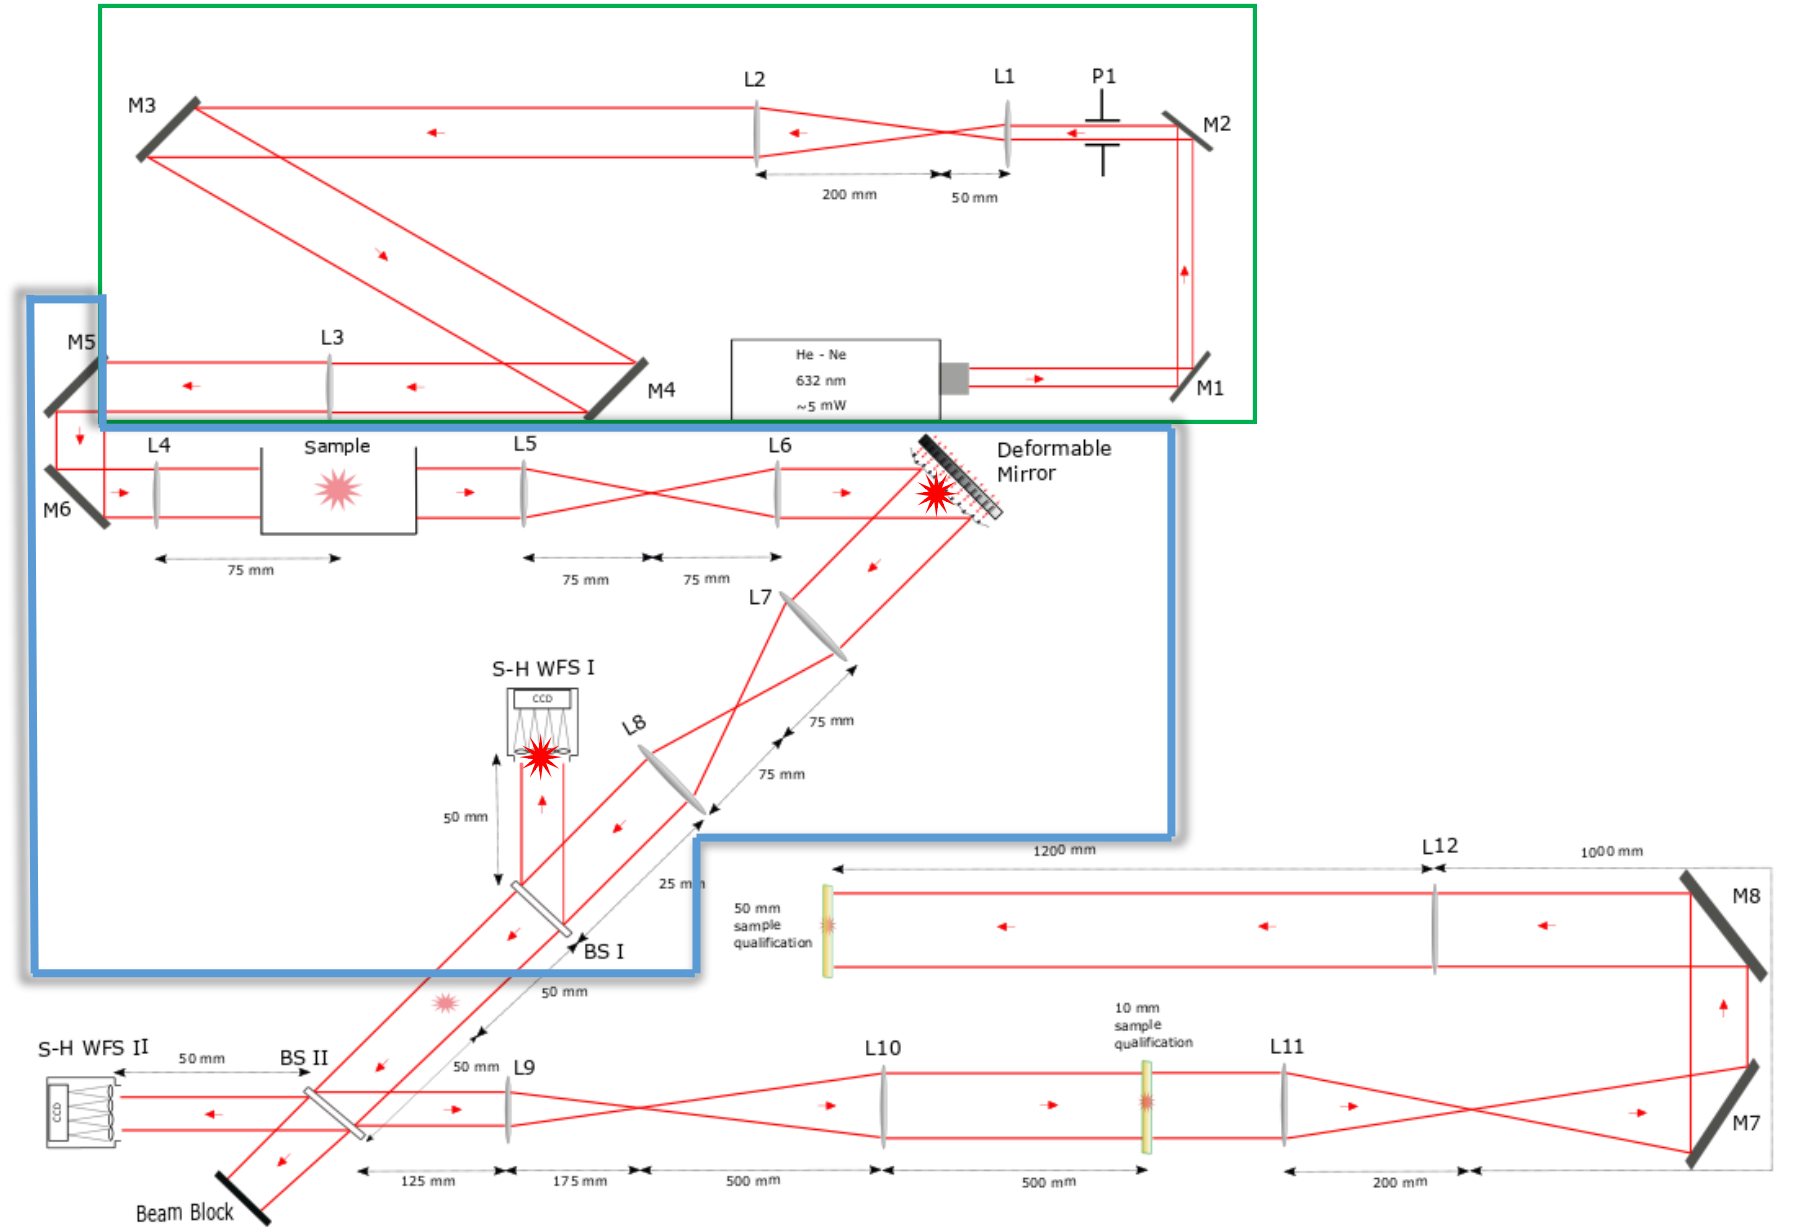 L2
L1
P1
M3
M2
200 mm
50 mm
M5
L3
M4
He - Ne
632 nm
~5 mW
M1
L4
Sample
L5
L6
Deformable
Mirror
M6
75 mm
75 mm
75 mm
L7
S-H WFS I
CCD
L8
75 mm
75 mm
50 mm
25 mm
BS I
50 mm
1200 mm
L12
1000 mm
M8
50 mm
sample
qualification
10 mm
sample
qualification
S-H WFS II
50 mm
BS II
50 mm
L9
L10
L11
CCD
M7
125 mm
175 mm
500 mm
500 mm
200 mm
Beam Block